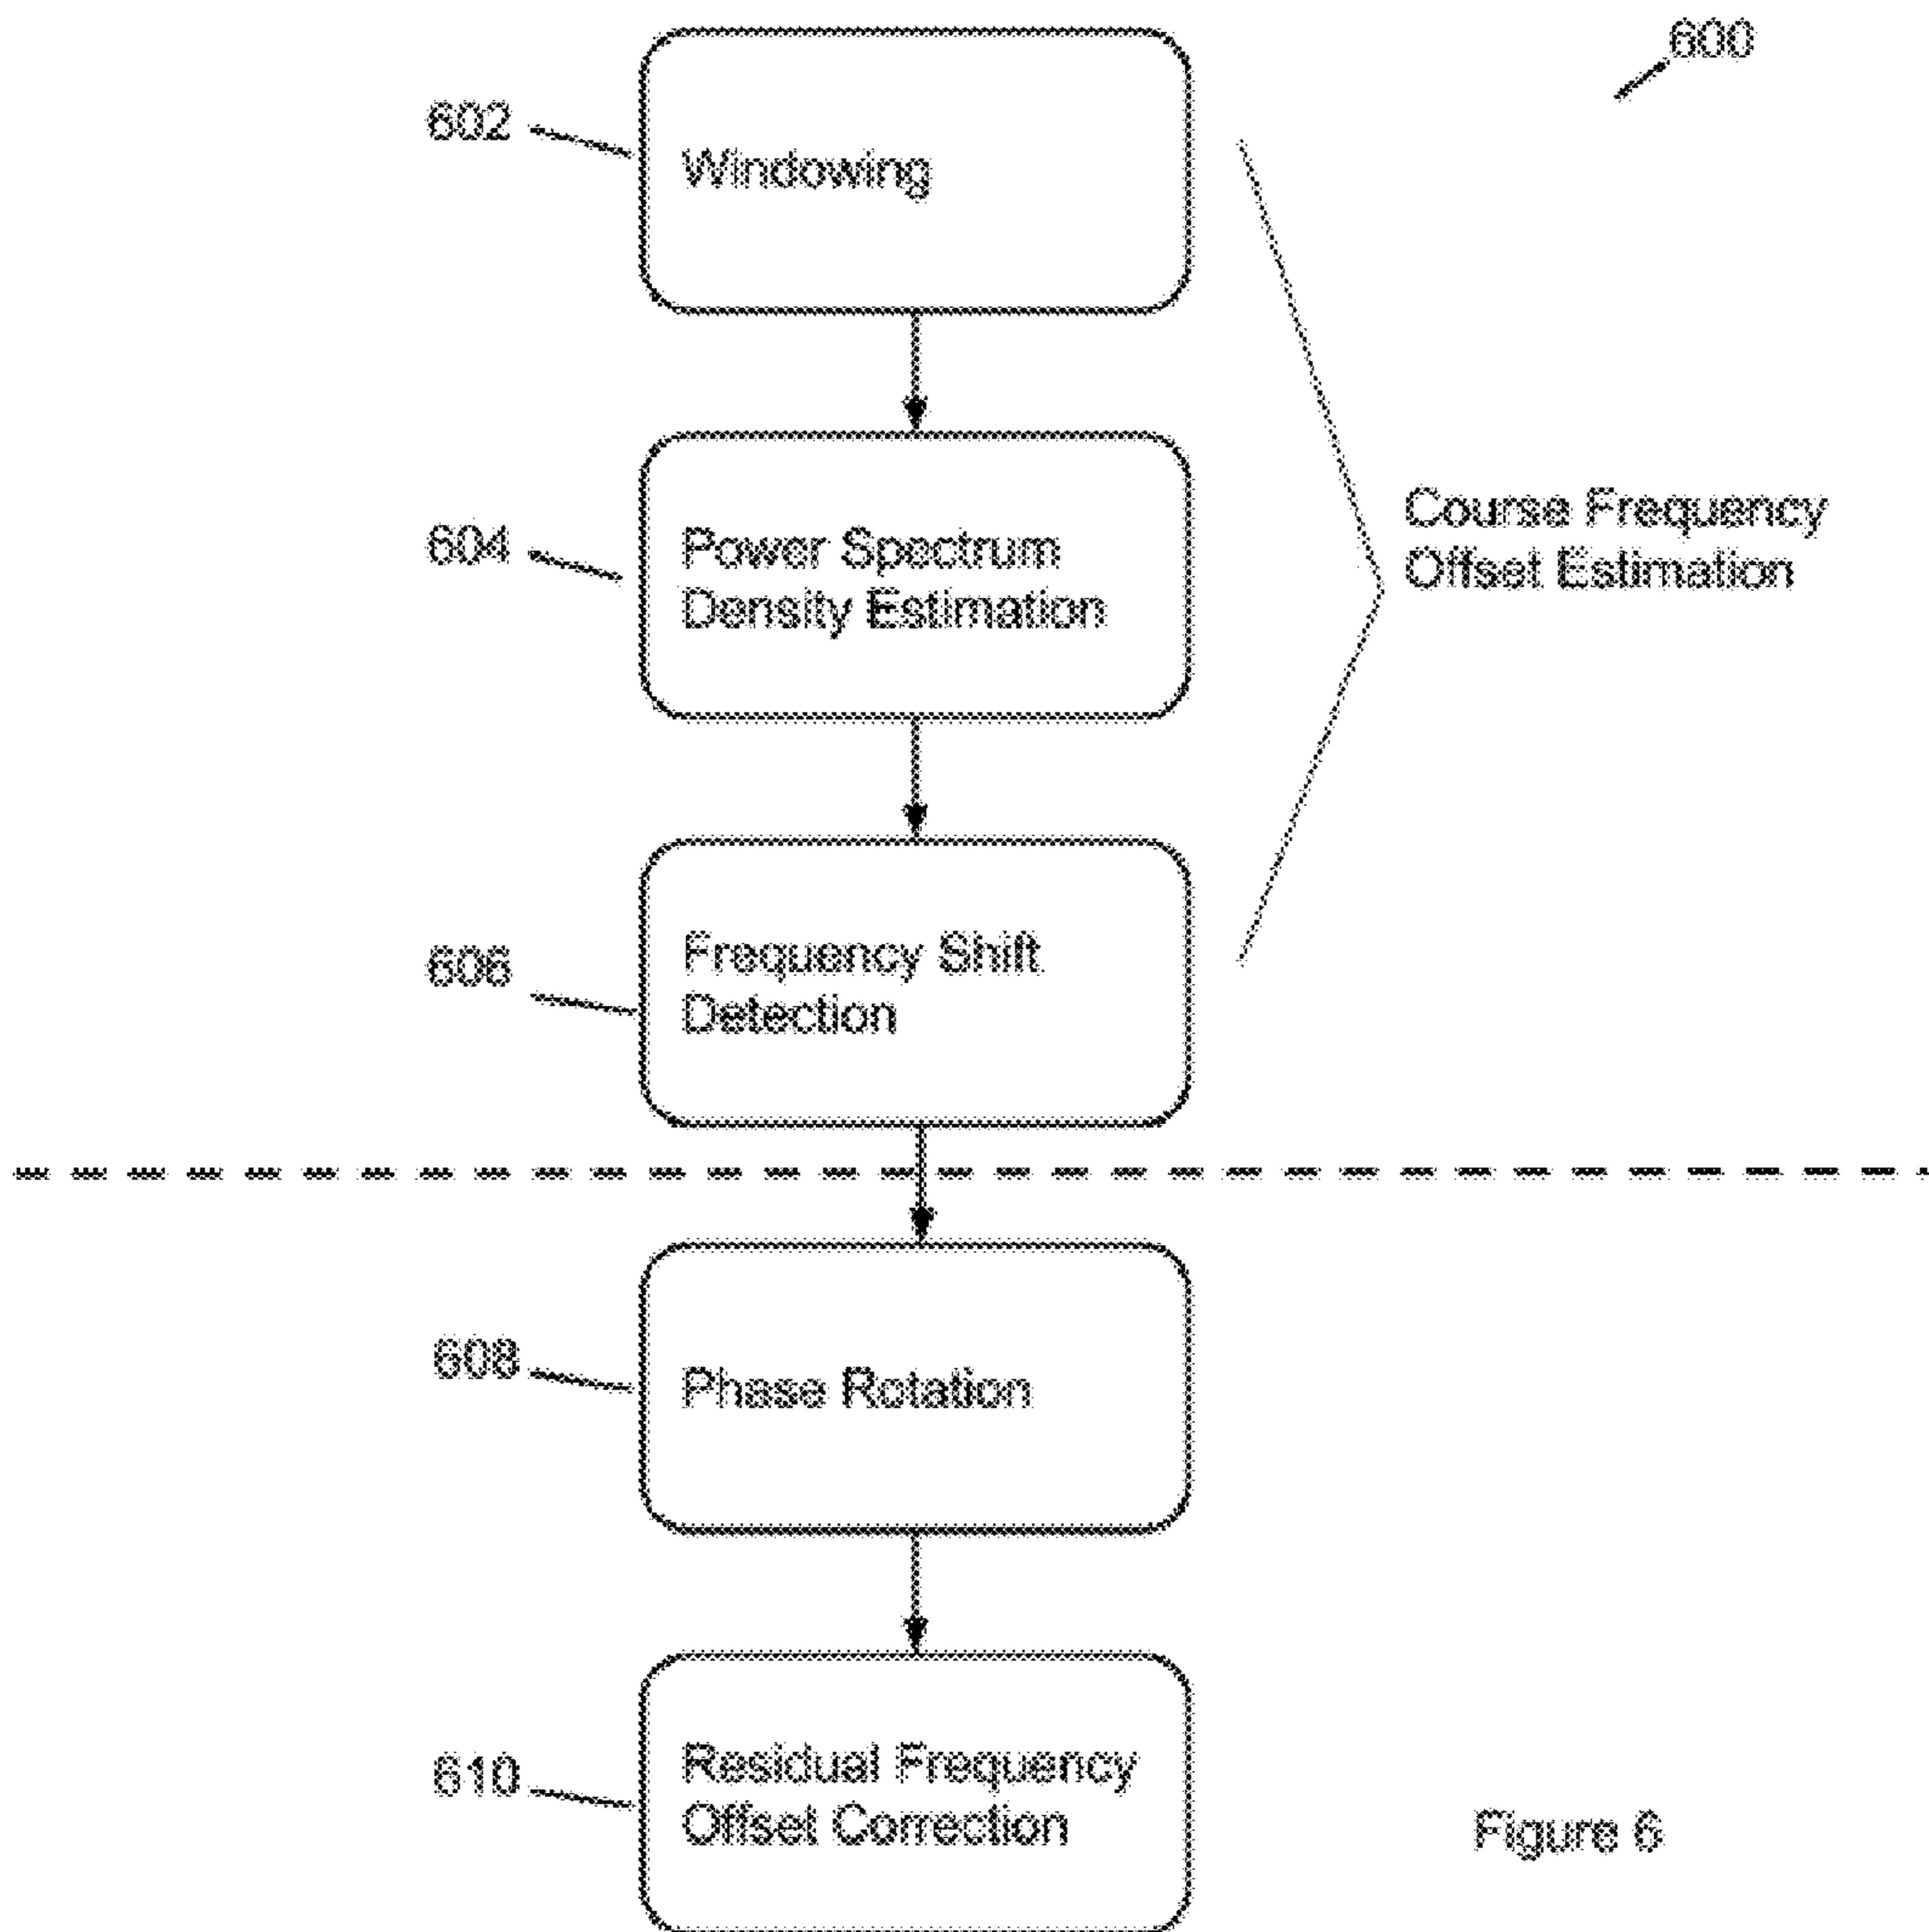 600
602
Windowing
604
Power Spectrum
Density Estimation
Course Frequency
Offset Estimation
606
Frequency Shift
Detection
608
Phase Rotation
610
Residual Frequency
Offset Correction
Figure 6